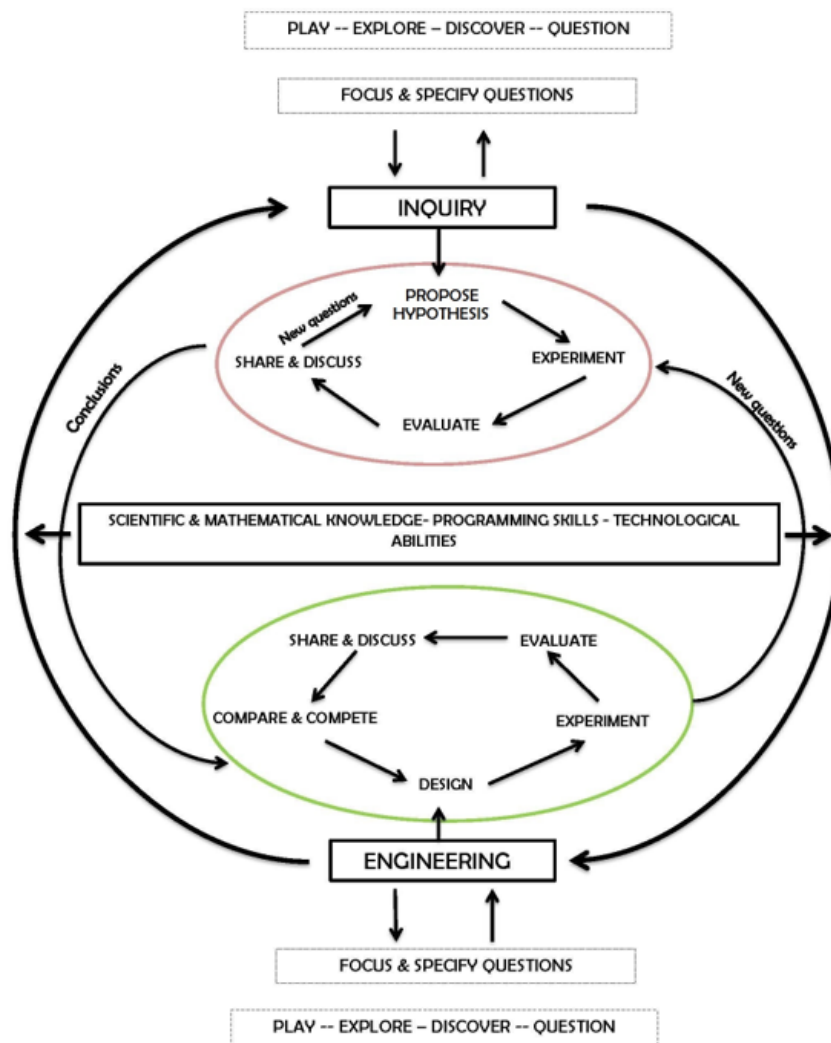 PLAY -- EXPLORE – DISCOVER -- QUESTION
FOCUS & SPECIFY QUESTIONS
INQUIRY
PROPOSE
HYPOTHESIS
New questions
SHARE & DISCUSS
EXPERIMENT
EVALUATE
Conclusions
New questions
SCIENTIFIC & MATHEMATICAL KNOWLEDGE- PROGRAMMING SKILLS - TECHNOLOGICAL
ABILITIES
SHARE & DISCUSS
EVALUATE
COMPARE & COMPETE
EXPERIMENT
DESIGN
ENGINEERING
FOCUS & SPECIFY QUESTIONS
PLAY -- EXPLORE – DISCOVER -- QUESTION